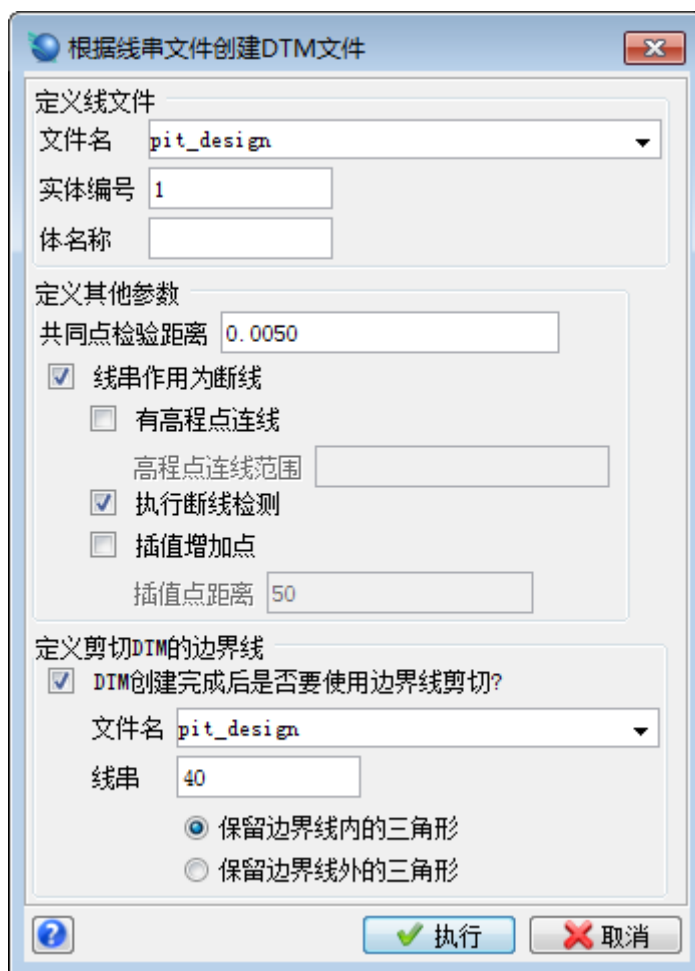 根据线串文件创建DTM文件
定义线文件
文件名 pit_design
实体编号 1
体名称
定义其他参数
共同点检验距离 0.0050
线串作用为断线
有高程点连线
高程点连线范围
执行断线检测
插值增加点
插值点距离 50
定义剪切DTM的边界线
DTM创建完成后是否要使用边界线剪切?
文件名 pit_design
线串 40
保留边界线内的三角形
保留边界线外的三角形
执行 取消